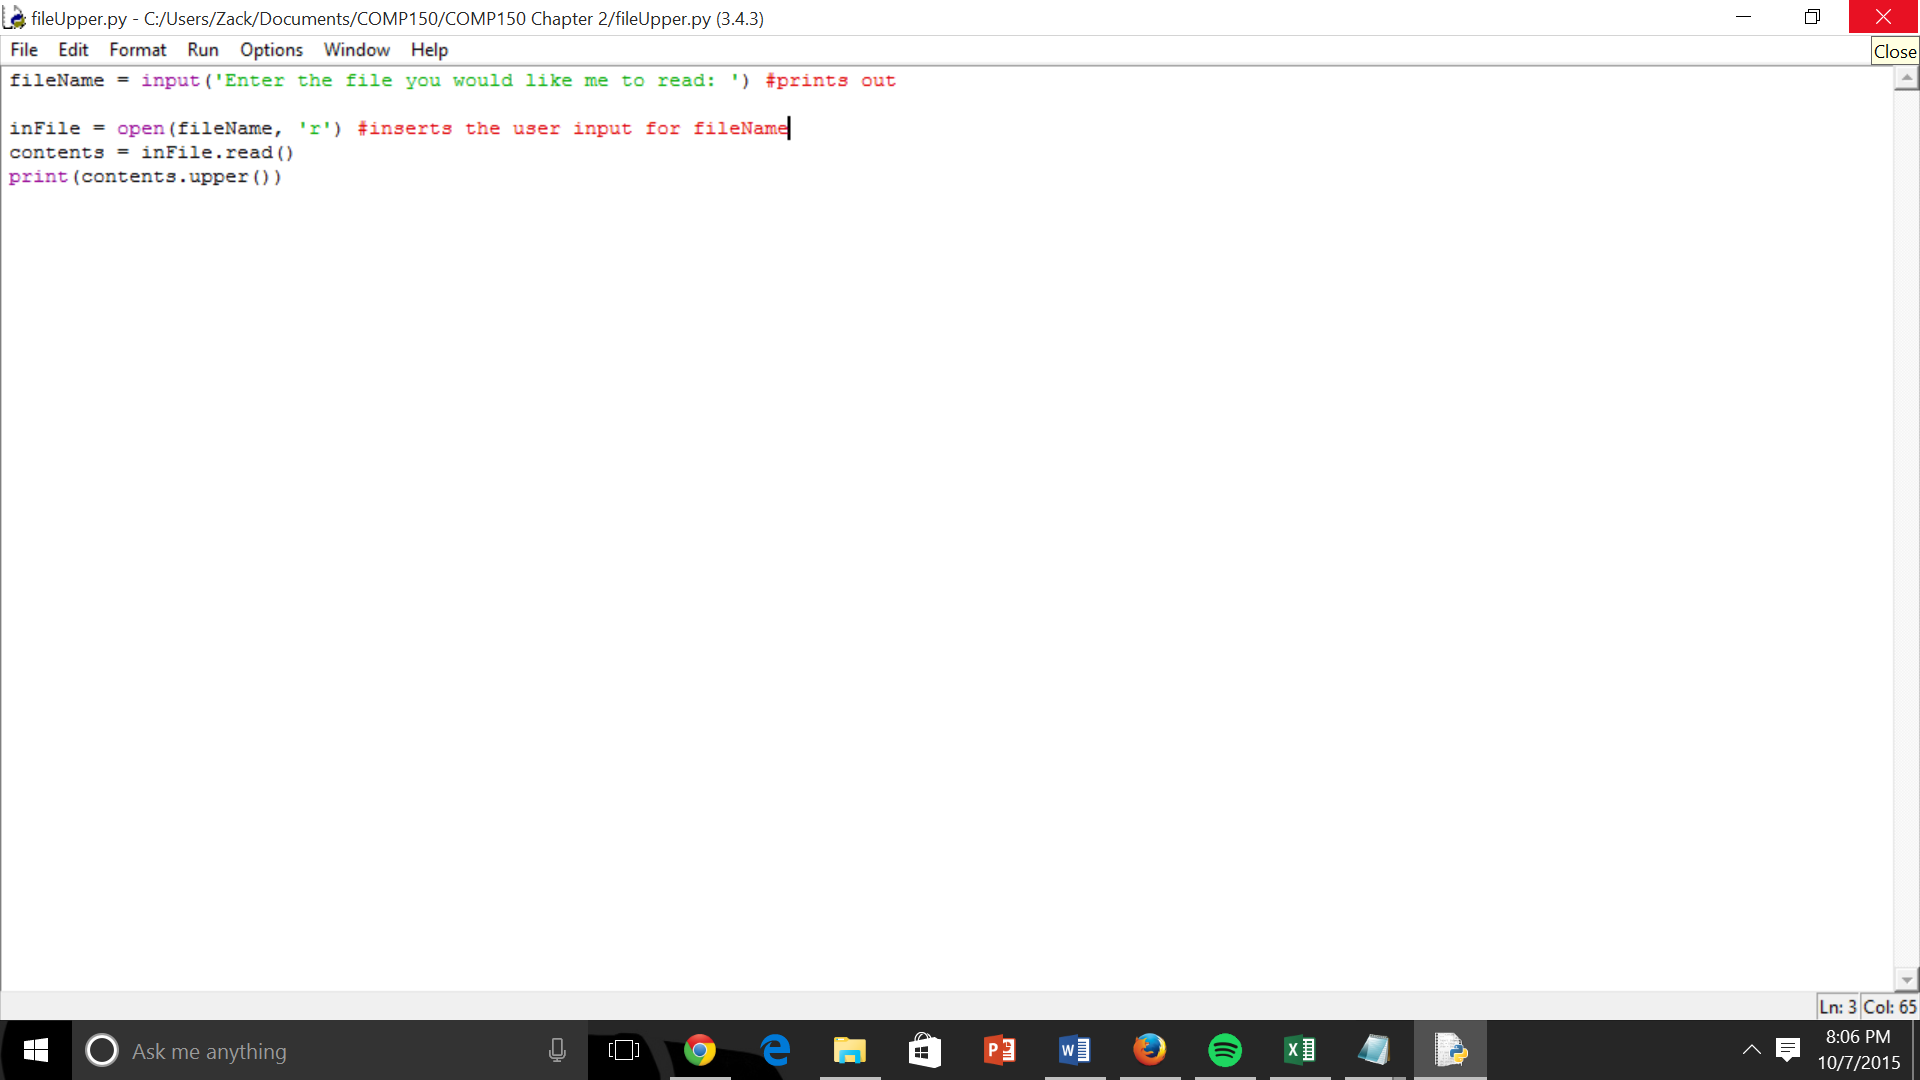 fileUpper.py - C:/Users/Zack/Documents/COMP150/COMP150 Chapter 2/fileUpper.py (3.4.3)
File Edit Format Run Options Window Help
Close
fileName = input('Enter the file you would like me to read: ') #prints out
inFile = open(fileName, 'r') #inserts the user input for fileName
contents = inFile.read()
print(contents.upper())
Ln: 3 Col: 65
Ask me anything
8:06 PM
10/7/2015